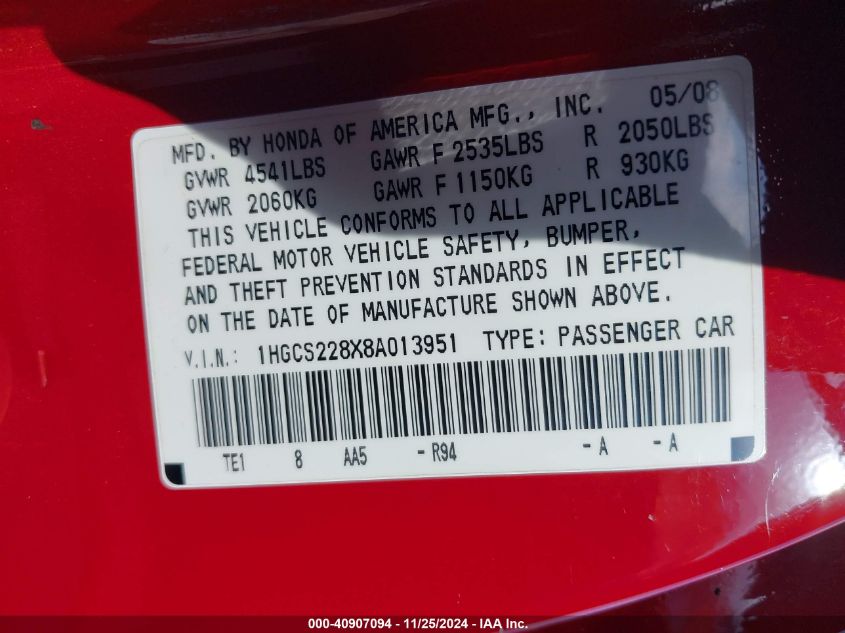 MFD. BY HONDA OF AMERICA MFG., INC. 05/08
GVWR 4541LBS GAWR F 2535LBS R 2050LBS
GVWR 2060KG GAWR F 1150KG R 930KG
THIS VEHICLE CONFORMS TO ALL APPLICABLE
FEDERAL MOTOR VEHICLE SAFETY, BUMPER,
AND THEFT PREVENTION STANDARDS IN EFFECT
ON THE DATE OF MANUFACTURE SHOWN ABOVE.
V.I.N.: 1HGCS228X8A013951 TYPE: PASSENGER CAR
TE1 8 AA5 - R94 - A - A
000-40907094 - 11/25/2024 - IAA Inc.